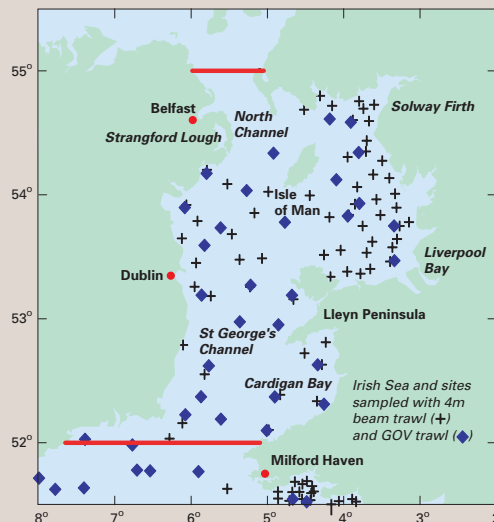 55°
Belfast
North
Channel
Solway Firth
Strangford Lough
54°
Isle
of Man
Liverpool
Bay
Dublin
53°
Lleyn Peninsula
St George's
Channel
Cardigan Bay
Irish Sea and sites
sampled with 4m
beam trawl (+)
and GOV trawl (◆)
52°
Milford Haven
8° 7° 6° 5° 4° 3°